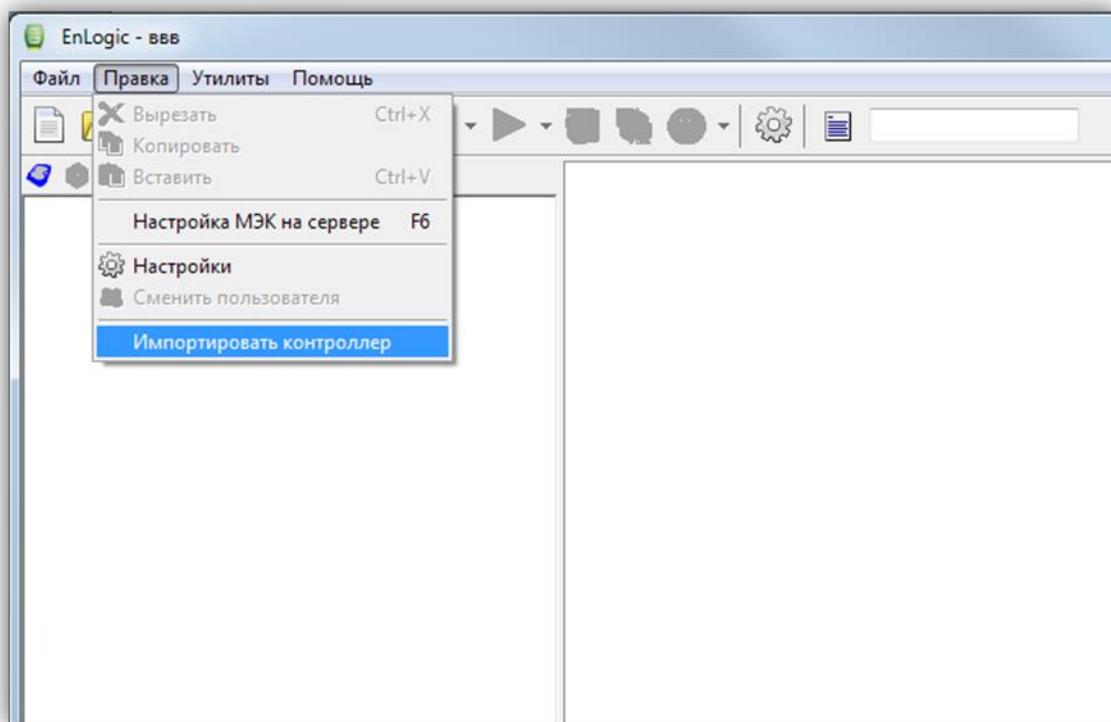 EnLogic - ввв
Файл Правка Утилиты Помощь
Вырезать Ctrl+X
Копировать
Вставить Ctrl+V
Настройка МЭК на сервере F6
Настройки
Сменить пользователя
Импортировать контроллер